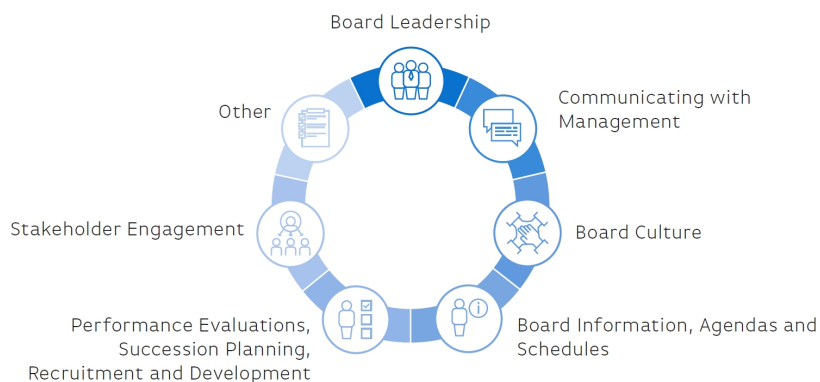 Board Leadership
Communicating with
Management
Board Culture
Board Information, Agendas and
Schedules
Performance Evaluations,
Succession Planning,
Recruitment and Development
Stakeholder Engagement
Other